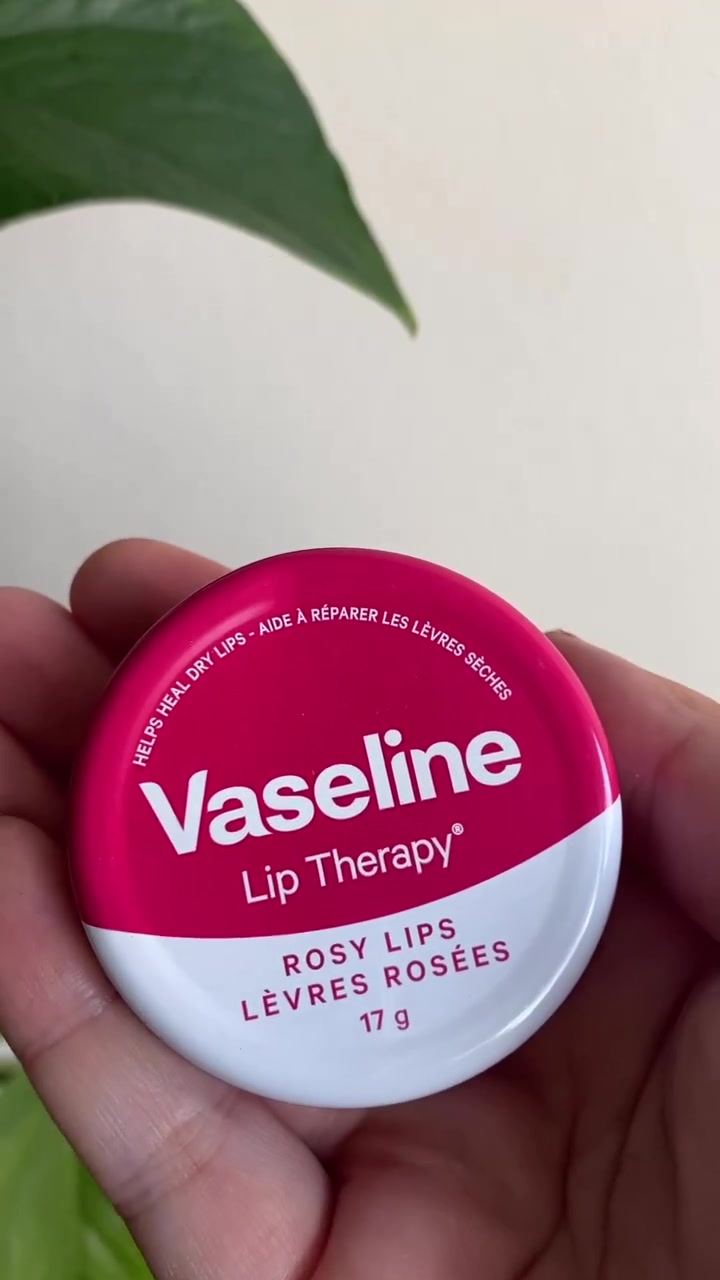 HELPS HEAL DRY LIPS - AIDE À RÉPARER LES LÈVRES SÈCHES
Vaseline
Lip Therapy®
ROSY LIPS
LÈVRES ROSÉES
17 g